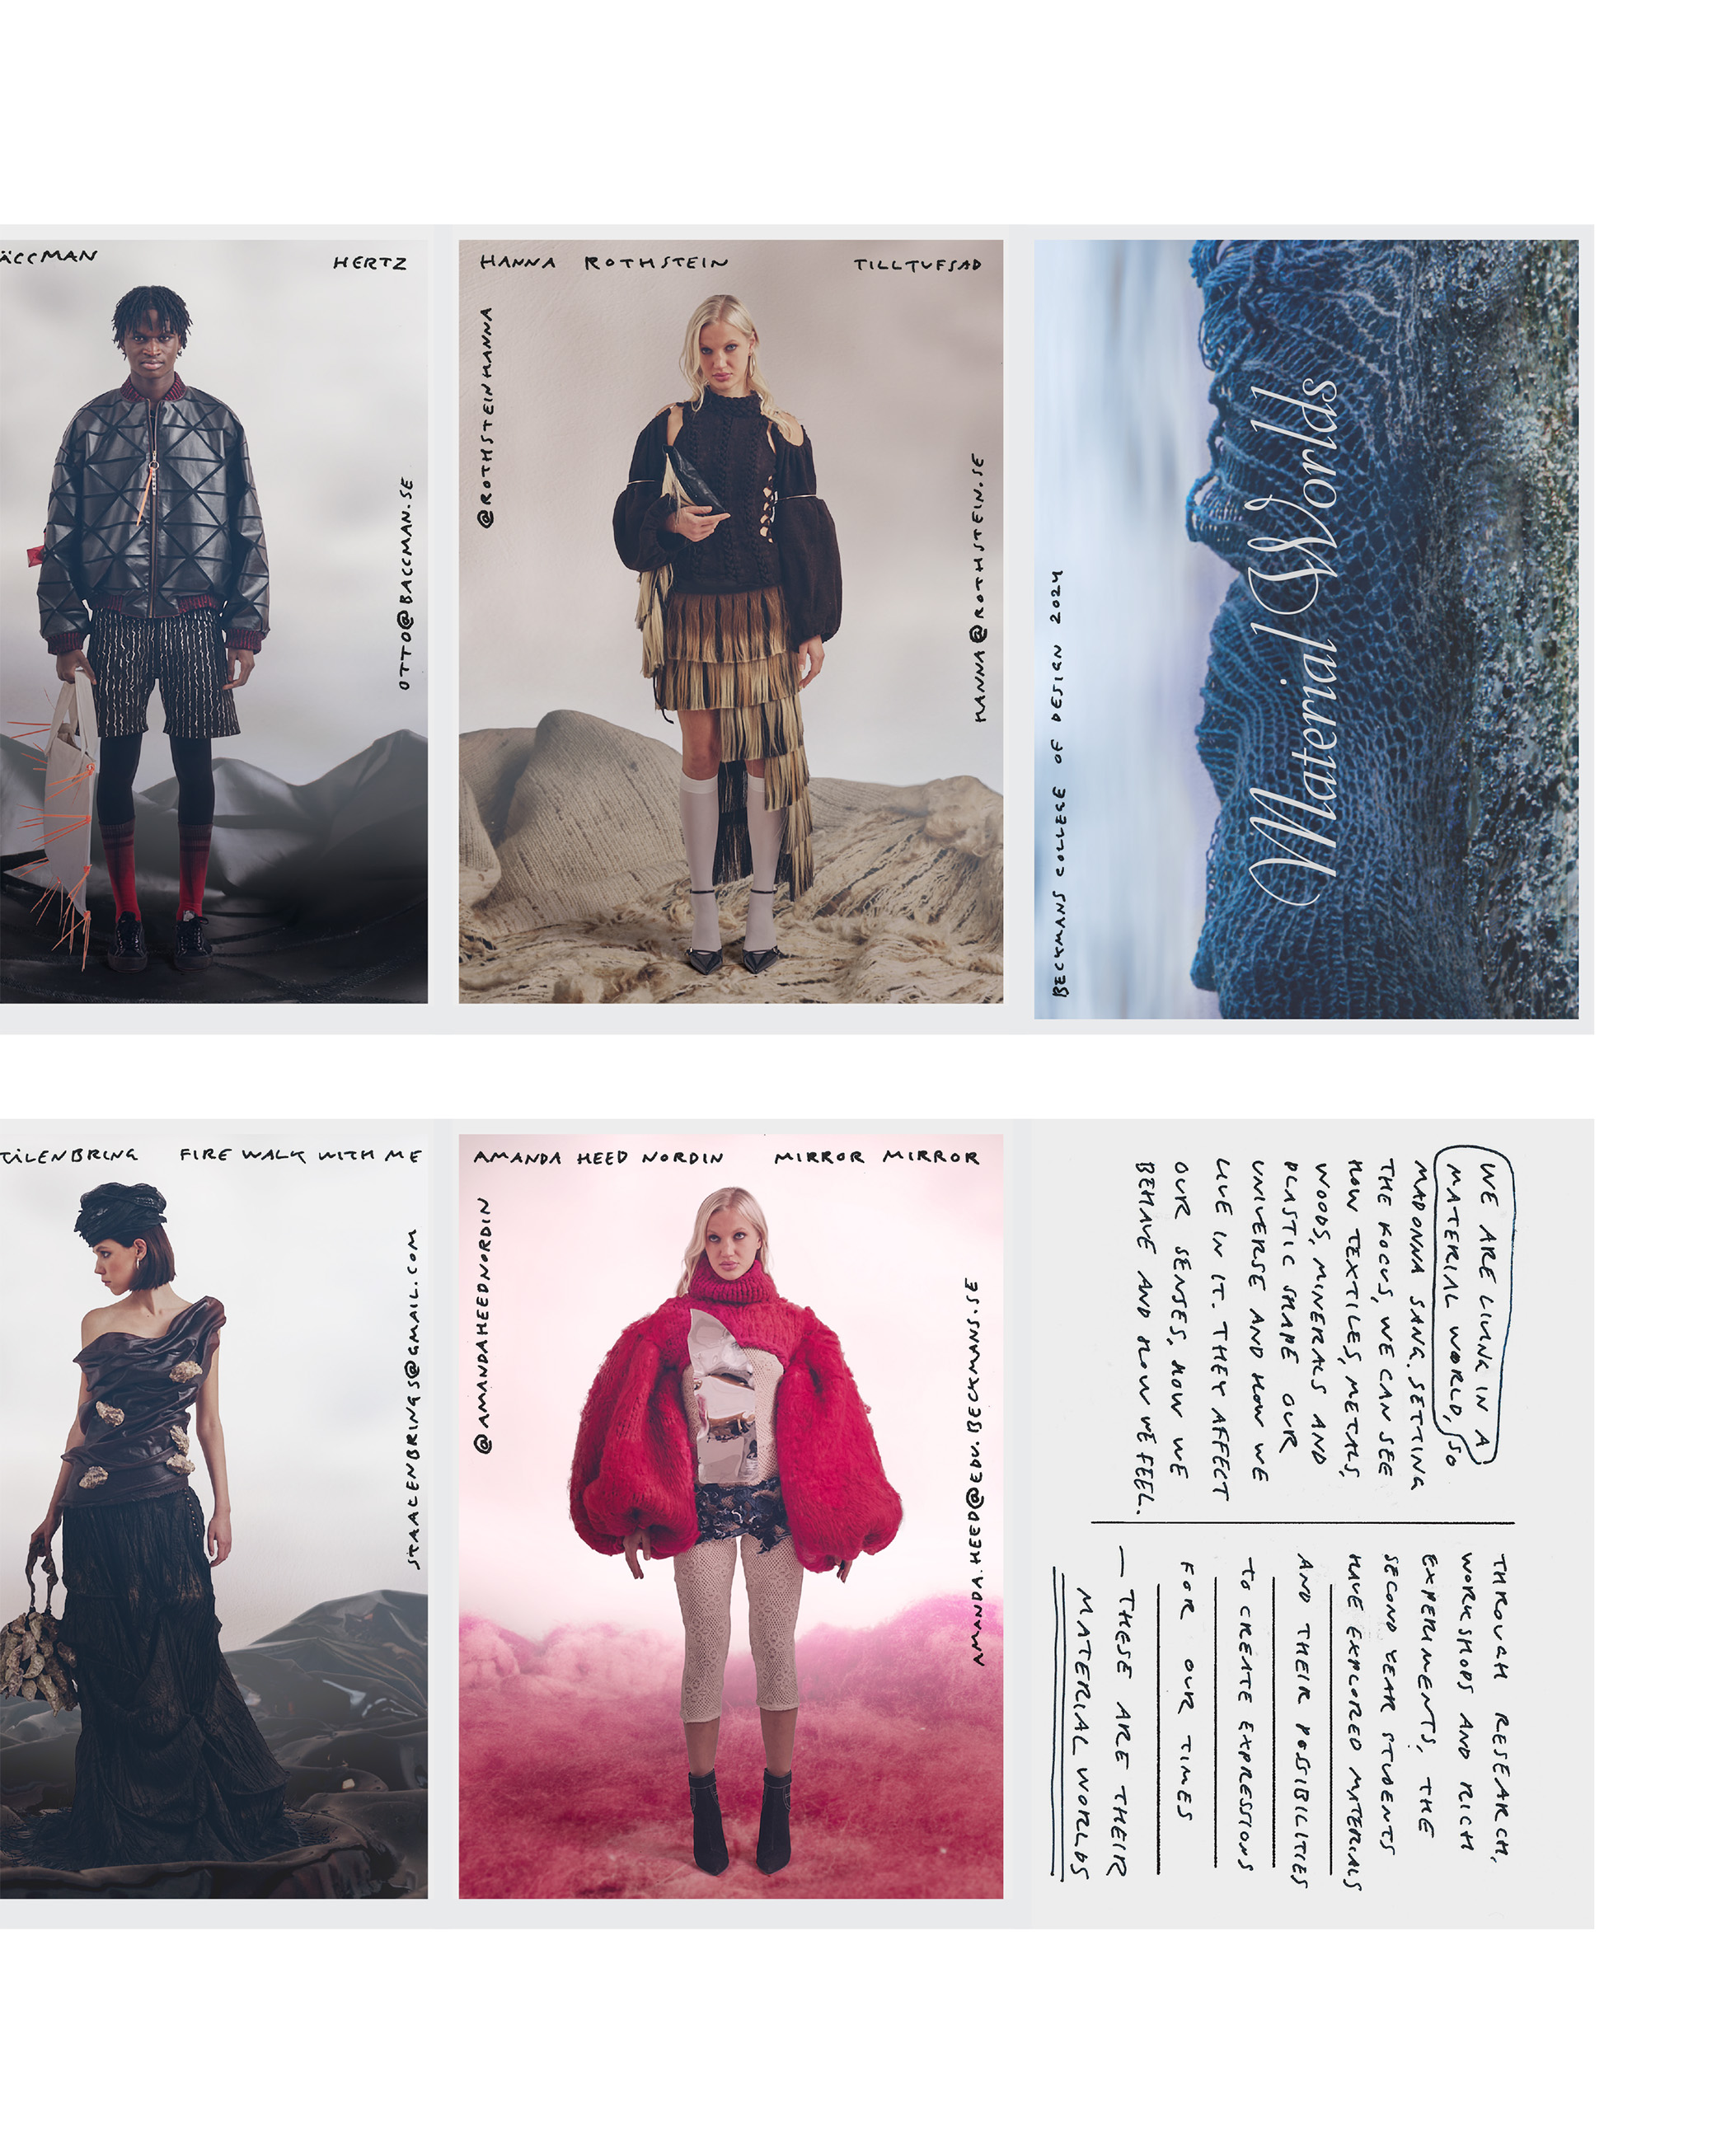 ÄCCMAN
HERTZ
OTTO@BACCMAN.SE
HANNA ROTHSTEIN
TILLTUFSAD
@ROTHSTEINHANNA
HANNA@ROTHSTEIN.SE
BECKMANS COLLEGE OF DESIGN 2024
Material Worlds
TÅLENBRING
FIRE WALK WITH ME
STAALENBRINGS@GMAIL.COM
AMANDA HEED NORDIN
MIRROR MIRROR
@AMANDAHEEDNORDIN
AMANDA.HEED@EDU.BECKMANS.SE
WE ARE LIVING IN A
MATERIAL WORLD, SO
MADONNA SANG. SETTING
THE FOCUS, WE CAN SEE
HOW TEXTILES, METALS,
WOODS, MINERALS AND
PLASTIC SHAPE OUR
UNIVERSE AND HOW WE
LIVE IN IT. THEY AFFECT
OUR SENSES, HOW WE
BEHAVE AND HOW WE FEEL.
THROUGH RESEARCH,
WORKSHOPS AND RICH
EXPERIMENTS, THE
SECOND YEAR STUDENTS
HAVE EXPLORED MATERIALS
AND THEIR POSSIBILITIES
TO CREATE EXPRESSIONS
FOR OUR TIMES
— THESE ARE THEIR
MATERIAL WORLDS